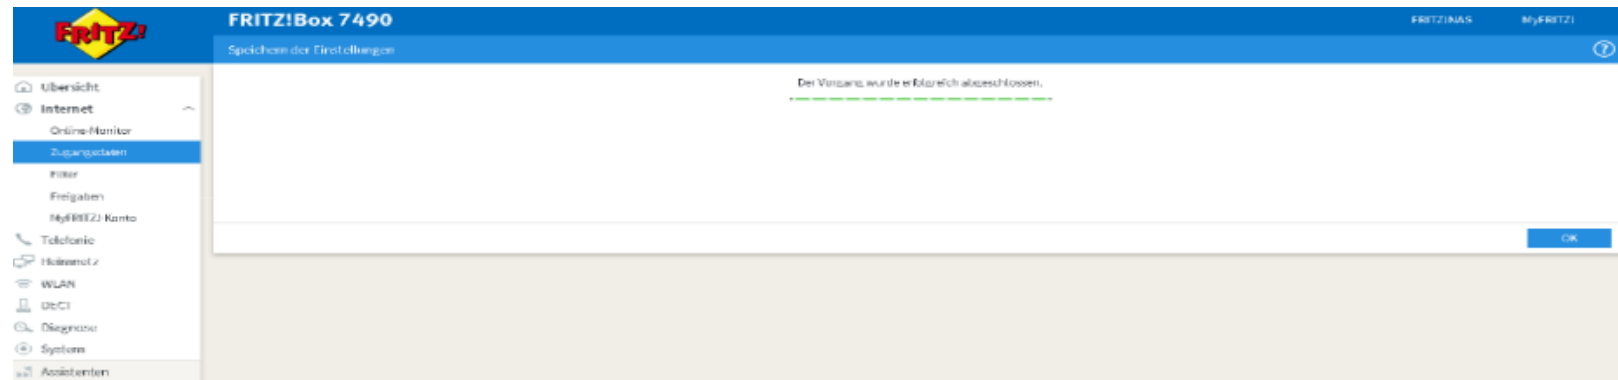 FRITZ!
FRITZ!Box 7490
FRITZ!NAS
MyFRITZ!
Speichern der Einstellungen
?
Der Vorgang wurde erfolgreich abgeschlossen.
Übersicht
Internet
Online-Monitor
Zugangsdaten
Filter
Freigaben
MyFRITZ!-Konto
Telefonie
OK
Heimnetz
WLAN
DECT
Diagnose
System
Assistenten